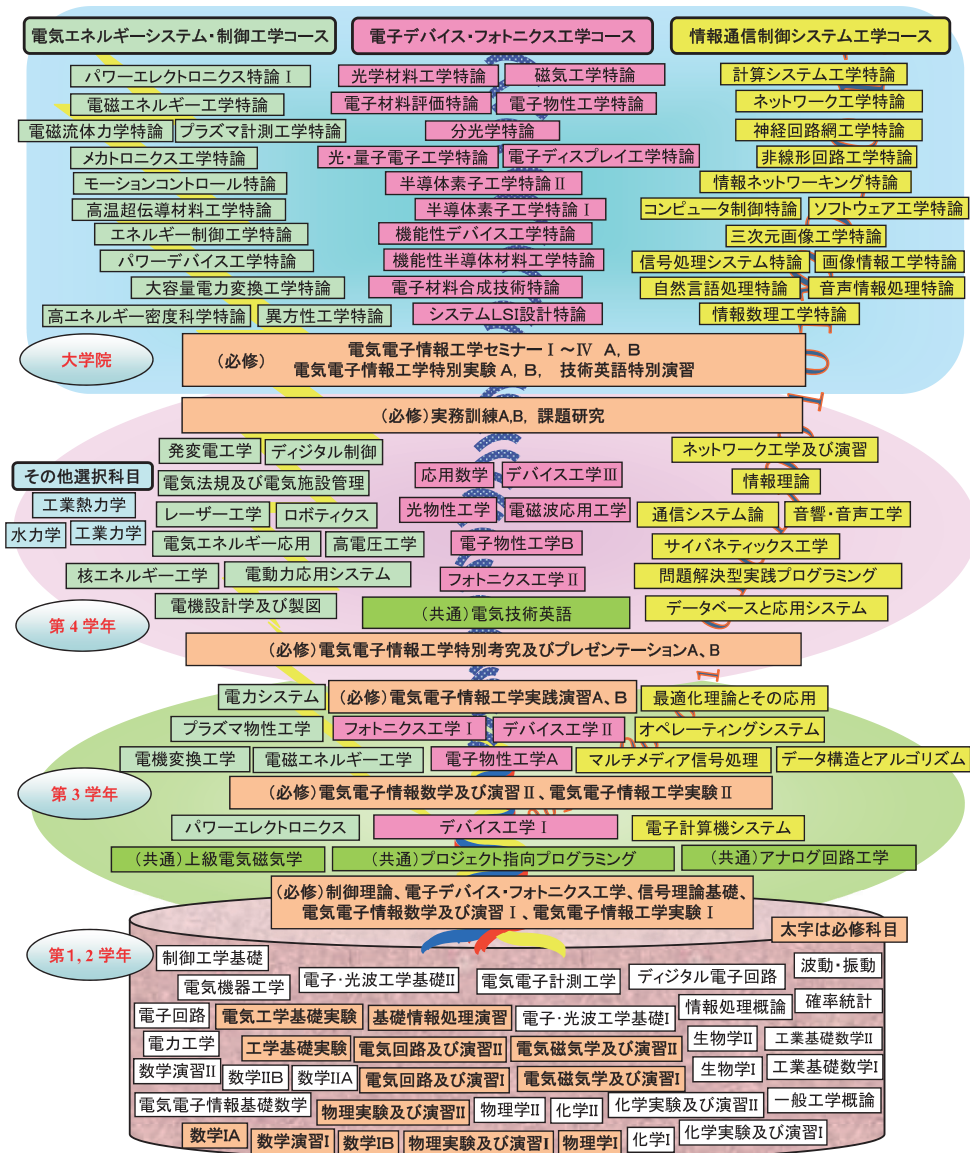 電気エネルギーシステム・制御工学コース
電子デバイス・フォトニクス工学コース
情報通信制御システム工学コース
パワーエレクトロニクス特論Ⅰ
光学材料工学特論
磁気工学特論
計算システム工学特論
電磁エネルギー工学特論
電子材料評価特論
電子物性工学特論
ネットワーク工学特論
電磁流体力学特論
プラズマ計測工学特論
分光学特論
神経回路網工学特論
メカトロニクス工学特論
光・量子電子工学特論
電子ディスプレイ工学特論
非線形回路工学特論
モーションコントロール特論
半導体素子工学特論Ⅱ
情報ネットワーキング特論
高温超伝導材料工学特論
半導体素子工学特論Ⅰ
コンピュータ制御特論
ソフトウェア工学特論
エネルギー制御工学特論
機能性デバイス工学特論
三次元画像工学特論
パワーデバイス工学特論
機能性半導体材料工学特論
信号処理システム特論
画像情報工学特論
大容量電力変換工学特論
電子材料合成技術特論
自然言語処理特論
音声情報処理特論
高エネルギー密度科学特論
異方性工学特論
システムLSI設計特論
情報数理工学特論
大学院
(必修)
電気電子情報工学セミナーⅠ～Ⅳ A, B
電気電子情報工学特別実験A, B, 技術英語特別演習
(必修)実務訓練A,B, 課題研究
発変電工学
ディジタル制御
ネットワーク工学及び演習
その他選択科目
電気法規及び電気施設管理
応用数学
デバイス工学Ⅲ
情報理論
工業熱力学
レーザー工学
ロボティクス
光物性工学
電磁波応用工学
通信システム論
音響・音声工学
水力学
工業力学
電気エネルギー応用
高電圧工学
電子物性工学B
サイバネティックス工学
核エネルギー工学
電動力応用システム
フォトニクス工学Ⅱ
問題解決型実践プログラミング
電機設計学及び製図
(共通)電気技術英語
データベースと応用システム
第4学年
(必修)電気電子情報工学特別考究及びプレゼンテーションA、B
電力システム
(必修)電気電子情報工学実践演習A、B
最適化理論とその応用
プラズマ物性工学
フォトニクス工学Ⅰ
デバイス工学Ⅱ
オペレーティングシステム
電機変換工学
電磁エネルギー工学
電子物性工学A
マルチメディア信号処理
データ構造とアルゴリズム
第3学年
(必修)電気電子情報数学及び演習Ⅱ、電気電子情報工学実験Ⅱ
パワーエレクトロニクス
デバイス工学Ⅰ
電子計算機システム
(共通)上級電気磁気学
(共通)プロジェクト指向プログラミング
(共通)アナログ回路工学
(必修)制御理論、電子デバイス・フォトニクス工学、信号理論基礎、
電気電子情報数学及び演習Ⅰ、電気電子情報工学実験Ⅰ
太字は必修科目
第1,2学年
制御工学基礎
電気機器工学
電子・光波工学基礎II
電気電子計測工学
ディジタル電子回路
波動・振動
電子回路
電気工学基礎実験
基礎情報処理演習
電子・光波工学基礎I
情報処理概論
確率統計
電力工学
工学基礎実験
電気回路及び演習II
電気磁気学及び演習II
生物学II
工業基礎数学II
数学演習II
数学IIB
数学IIA
電気回路及び演習I
電気磁気学及び演習I
生物学I
工業基礎数学I
電気電子情報基礎数学
物理実験及び演習II
物理学II
化学II
化学実験及び演習II
一般工学概論
数学IA
数学演習I
数学IB
物理実験及び演習I
物理学I
化学I
化学実験及び演習I